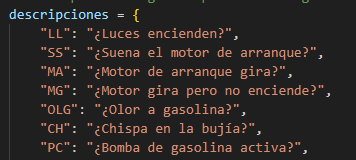 descripciones = {
"LL": "¿Luces encienden?",
"SS": "¿Suena el motor de arranque?",
"MA": "¿Motor de arranque gira?",
"MG": "¿Motor gira pero no enciende?",
"OLG": "¿Olor a gasolina?",
"CH": "¿Chispa en la bujía?",
"PC": "¿Bomba de gasolina activa?",